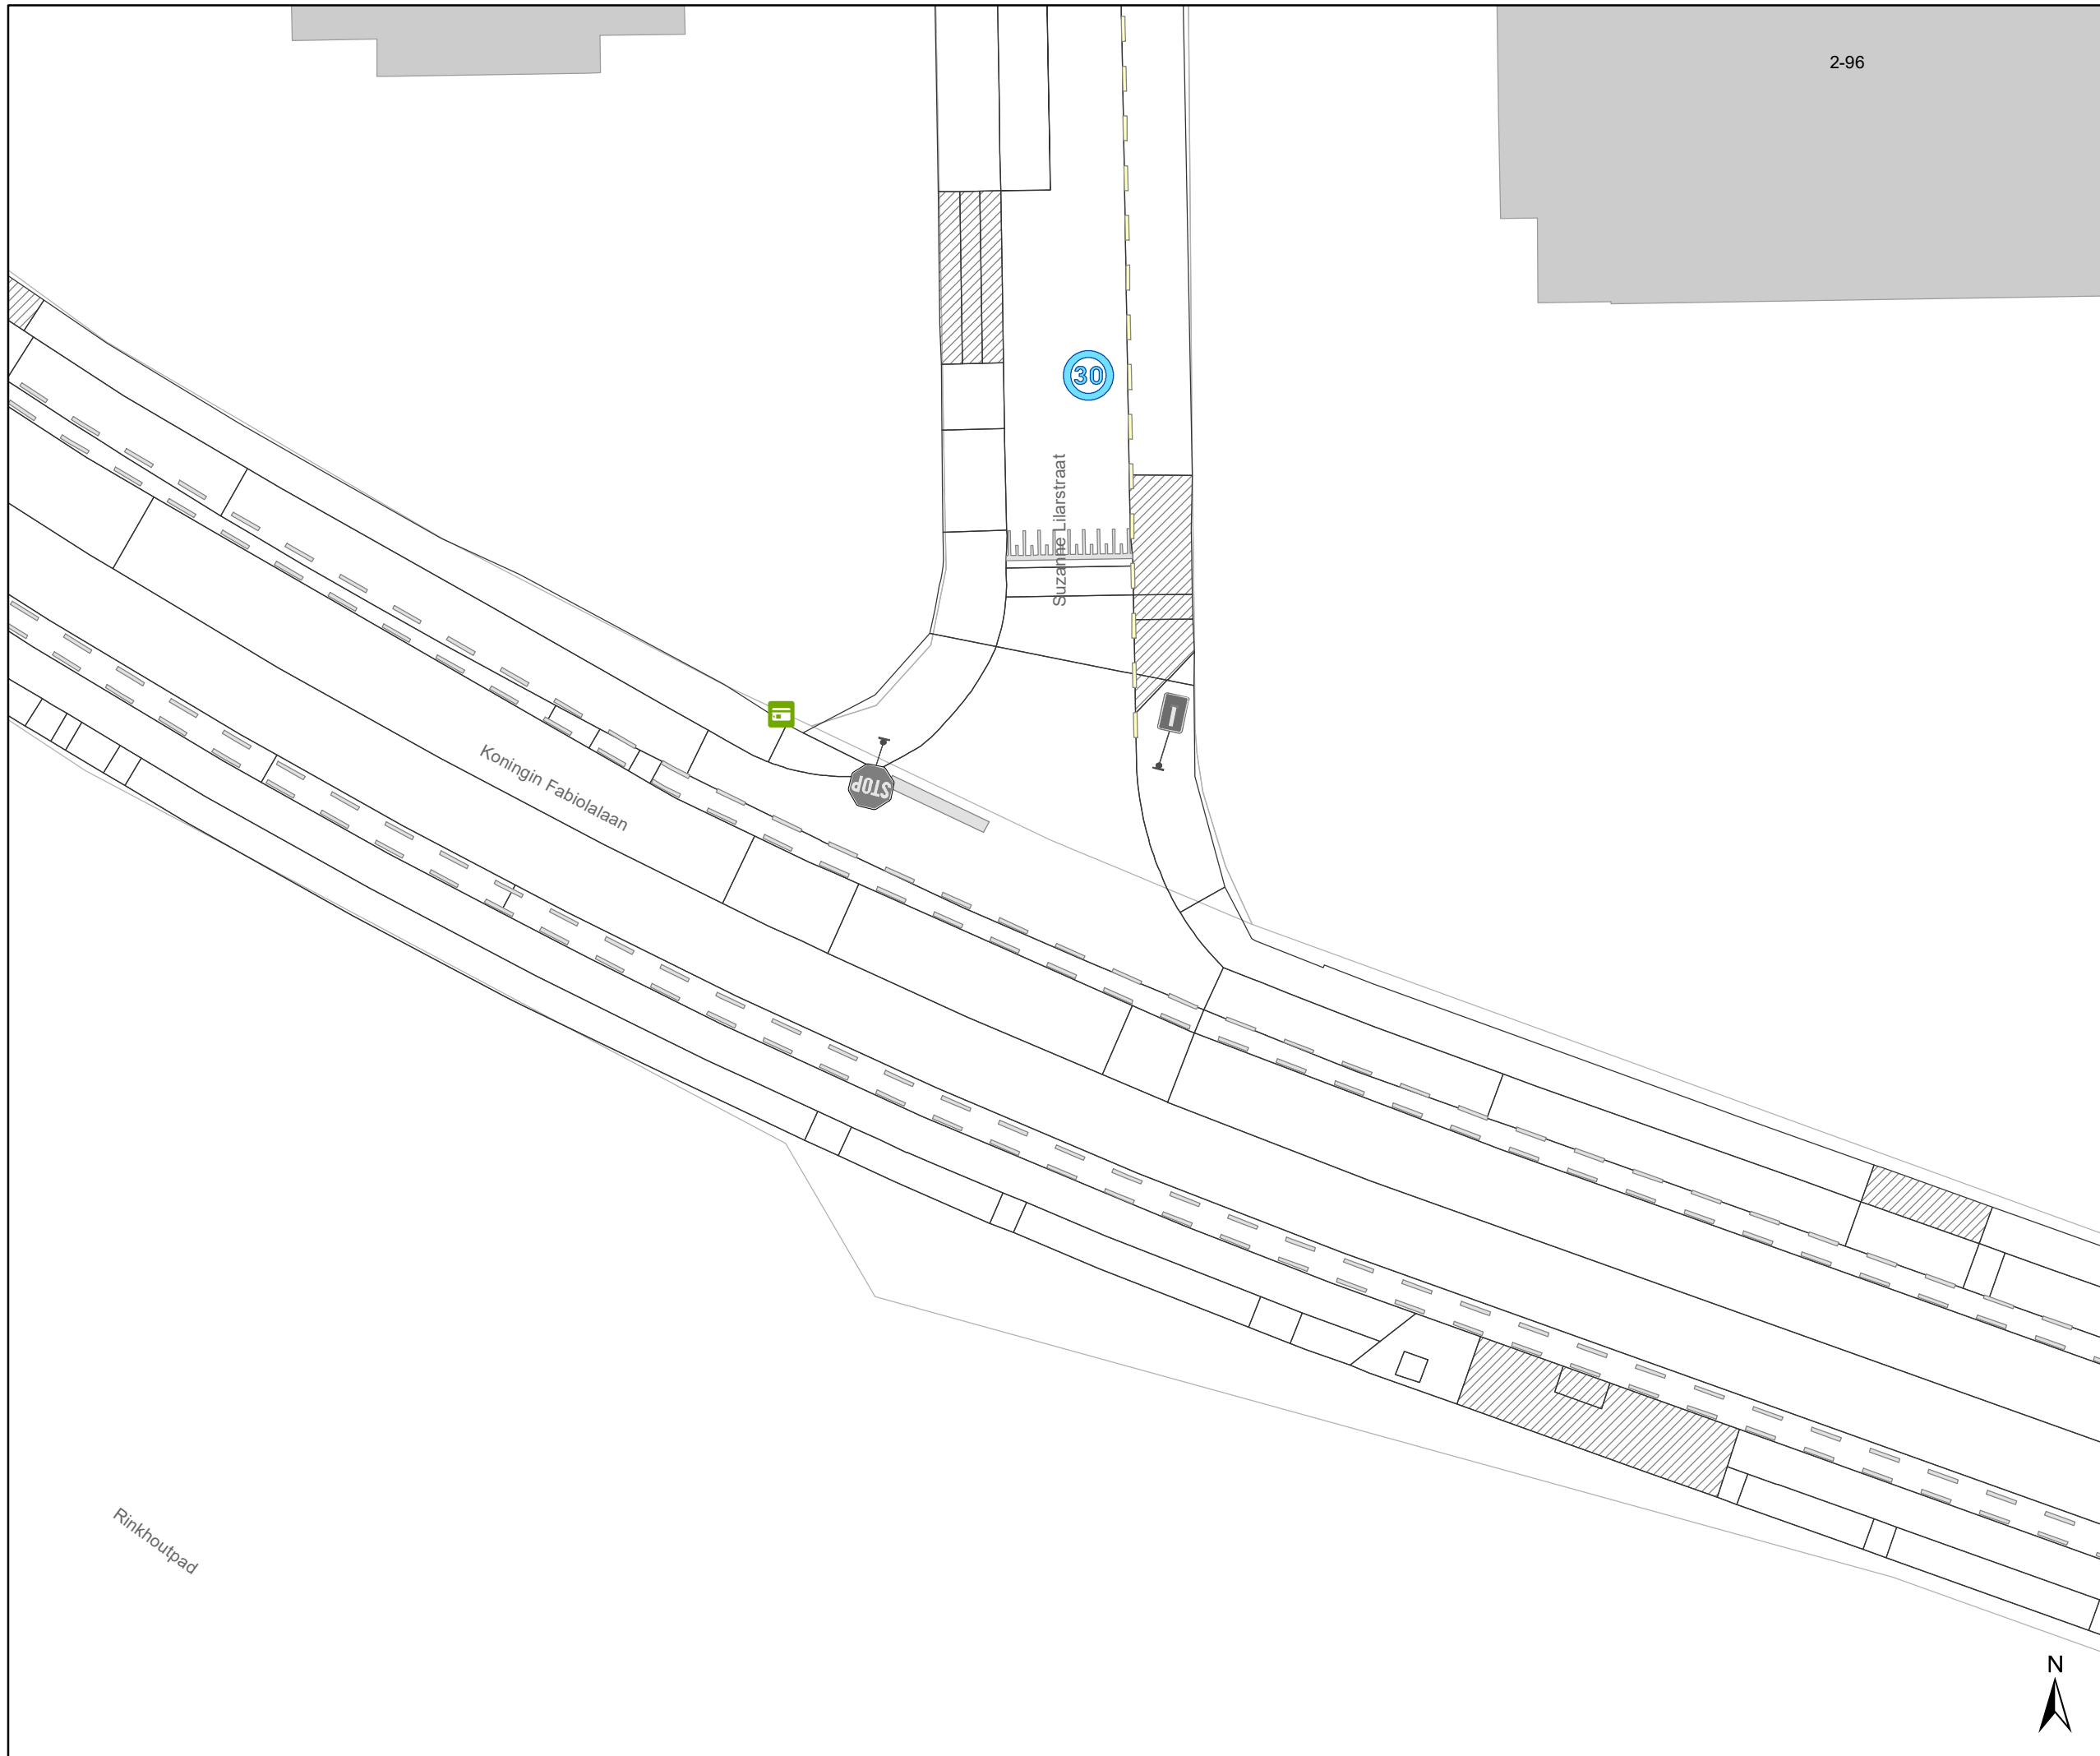 2-96
30
Suzanne Lilarstraat
Koningin Fabiolalaan
STOP
Rinkhoutpad
N